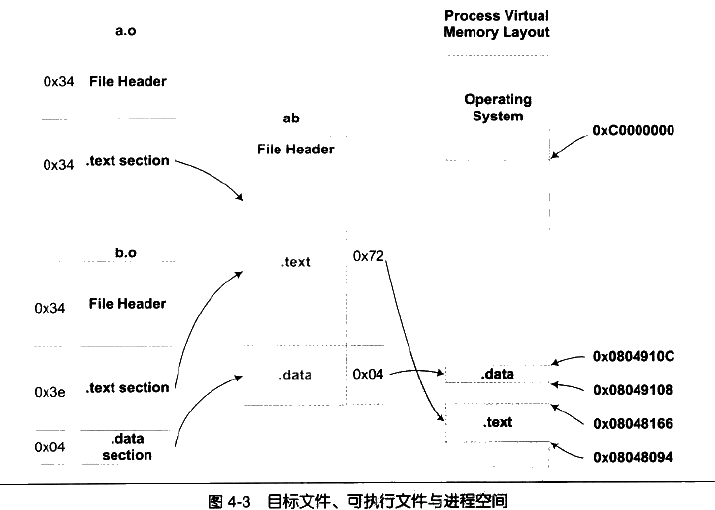 a.o
0x34 File Header
0x34 .text section
b.o
0x34 File Header
0x3e .text section
0x04 .data
section
ab
File Header
.text 0x72
.data 0x04
Process Virtual
Memory Layout
Operating
System
0xC0000000
0x0804910C
.data
0x08049108
0x08048166
.text
0x08048094
图 4-3 目标文件、可执行文件与进程空间